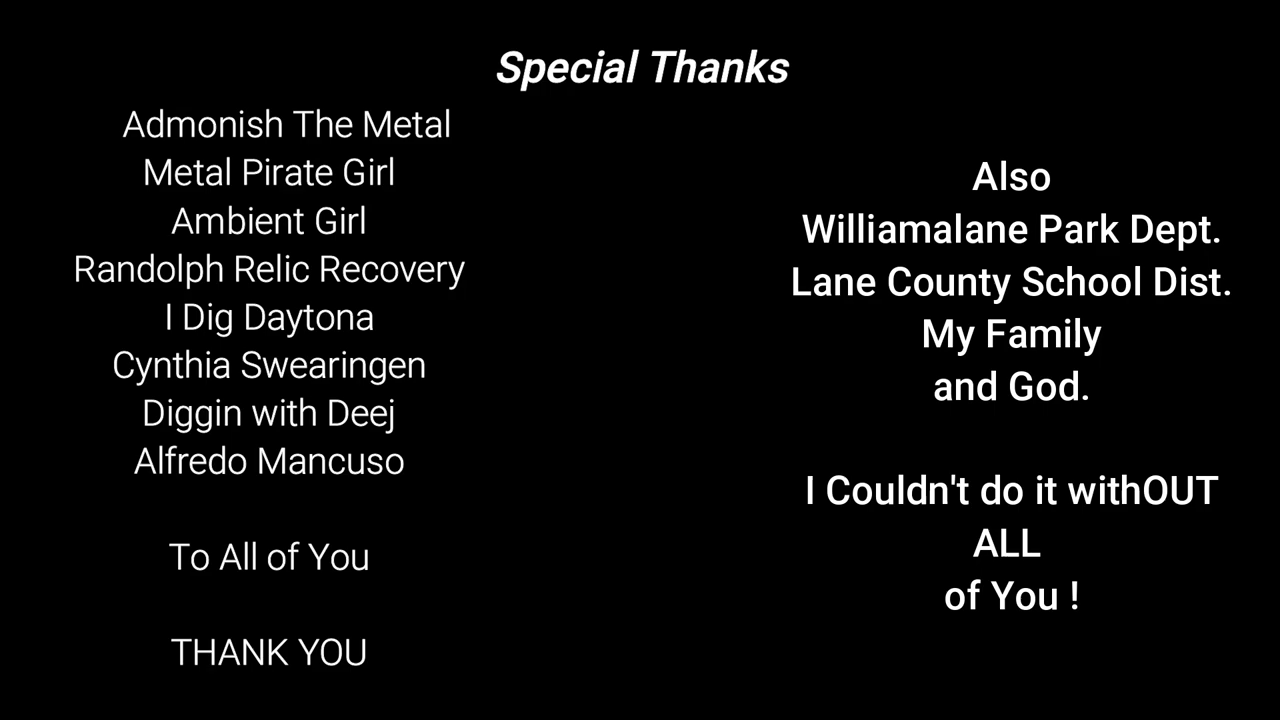 Special Thanks
Admonish The Metal
Metal Pirate Girl
Ambient Girl
Randolph Relic Recovery
I Dig Daytona
Cynthia Swearingen
Diggin with Deej
Alfredo Mancuso
To All of You
THANK YOU
Also
Williamalane Park Dept.
Lane County School Dist.
My Family
and God.
I Couldn't do it withOUT
ALL
of You !